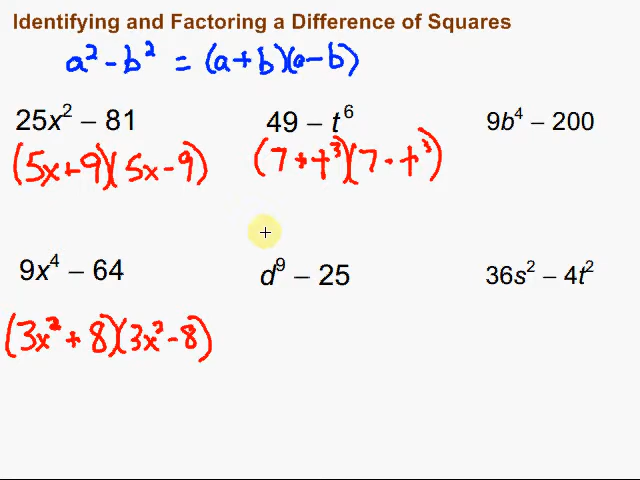 Identifying and Factoring a Difference of Squares
a² - b² = (a + b)(a - b)
25x² – 81
49 – t⁶
9b⁴ – 200
(5x + 9)(5x - 9)
(7 + t³)(7 - t³)
9x⁴ – 64
d⁹ – 25
36s² – 4t²
(3x² + 8)(3x² - 8)